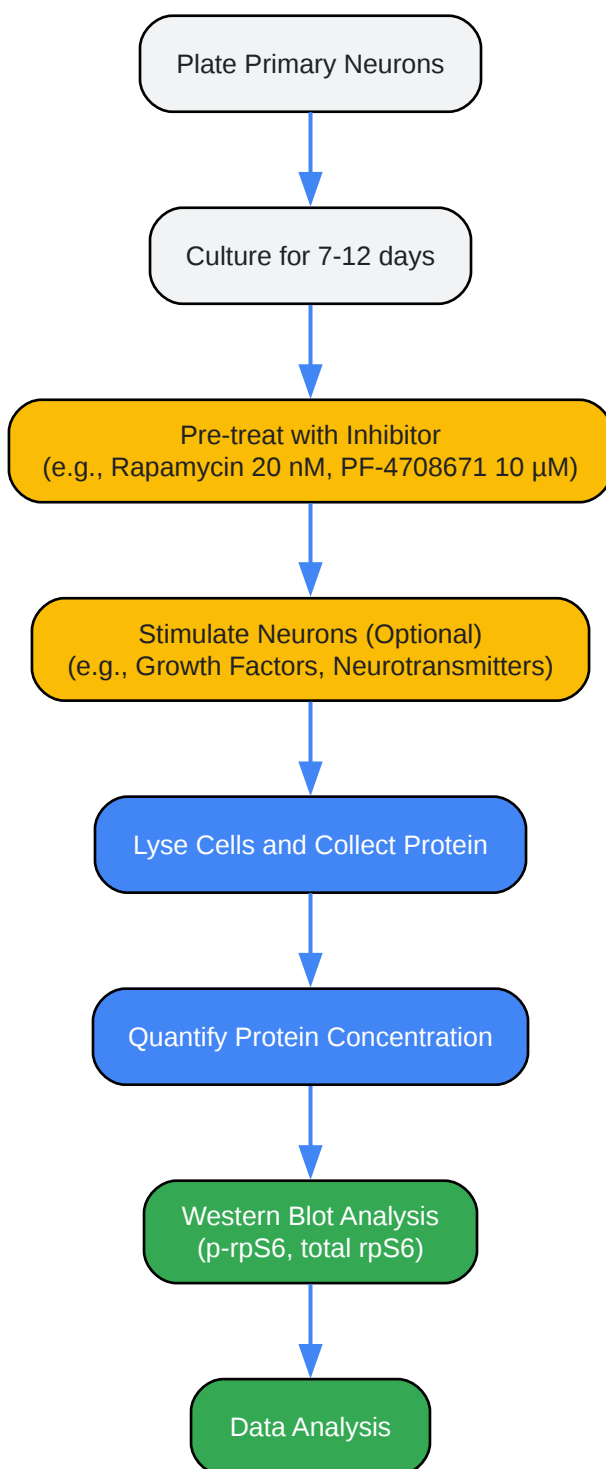 Plate Primary Neurons
Culture for 7-12 days
Pre-treat with Inhibitor
(e.g., Rapamycin 20 nM, PF-4708671 10 µM)
Stimulate Neurons (Optional)
(e.g., Growth Factors, Neurotransmitters)
Lyse Cells and Collect Protein
Quantify Protein Concentration
Western Blot Analysis
(p-rpS6, total rpS6)
Data Analysis